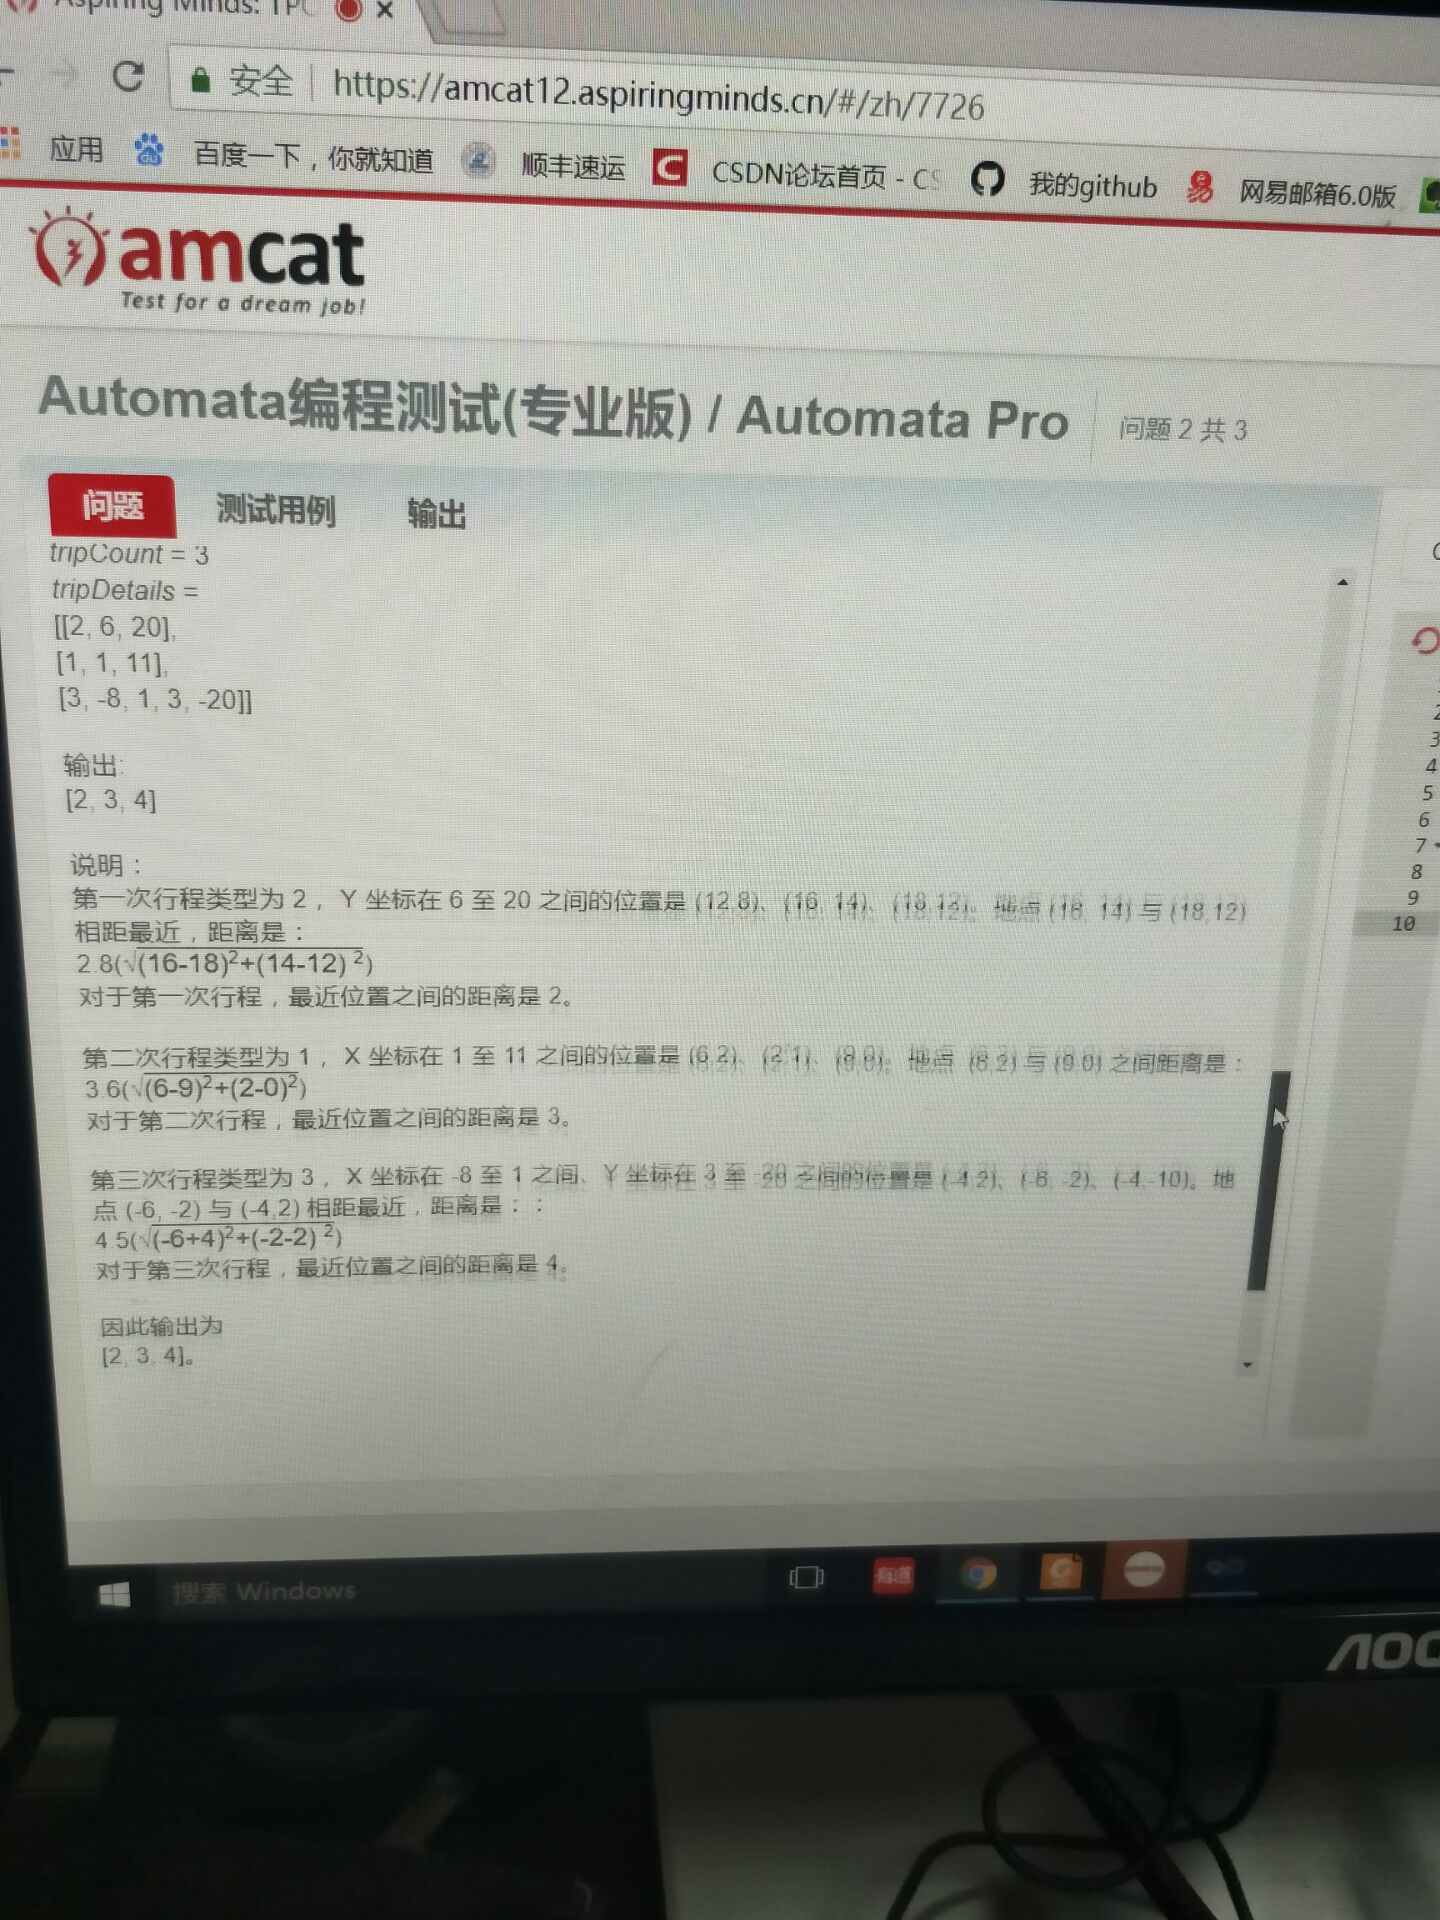 Aspiring Minds: TP
安全 https://amcat12.aspiringminds.cn/#/zh/7726
应用 百度一下，你就知道 顺丰速运 CSDN论坛首页 - CS 我的github 网易邮箱6.0版
amcat
Test for a dream job!
Automata编程测试(专业版) / Automata Pro 问题 2 共 3
问题 测试用例 输出
tripCount = 3
tripDetails =
[[2, 6, 20],
[1, 1, 11],
[3, -8, 1, 3, -20]]
输出:
[2, 3, 4]
说明：
第一次行程类型为 2， Y 坐标在 6 至 20 之间的位置是 (12,8)、(16, 14)、(18,12)。地点 (16, 14) 与 (18,12)
相距最近，距离是：
2.8(√(16-18)²+(14-12) ²)
对于第一次行程，最近位置之间的距离是 2。
第二次行程类型为 1， X 坐标在 1 至 11 之间的位置是 (6,2)、 (9,0)。地点 (6,2) 与 (9,0) 之间距离是：
3.6(√(6-9)²+(2-0)²)
对于第二次行程，最近位置之间的距离是 3。
第三次行程类型为 3， X 坐标在 -8 至 1 之间、Y 坐标在 3 至 -20 之间的位置是 (-4,2)、(-6, -2)、(-4,-10)。地
点 (-6, -2) 与 (-4,2) 相距最近，距离是：：
4.5(√(-6+4)²+(-2-2) ²)
对于第三次行程，最近位置之间的距离是 4。
因此输出为
[2, 3, 4]。
2
3
4
5
6
7
8
9
10
搜索 Windows
有道
AOC